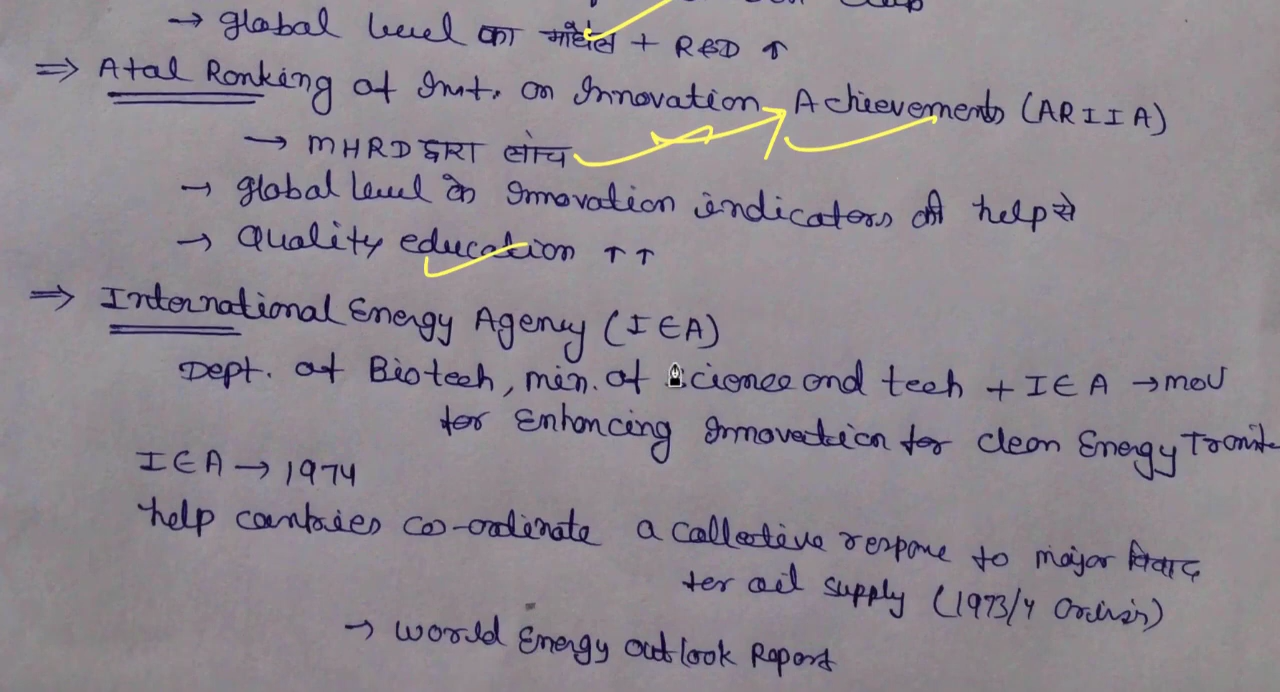 → Global level का मॉडल + R&D ↑
⇒ Atal Ranking of Inst. on Innovation Achievements (ARIIA)
→ MHRD द्वारा लांच
→ Global level के Innovation indicators की help से
→ Quality education ↑↑
⇒ International Energy Agency (IEA)
Dept. of Biotech, min. of Science and tech + IEA → MoU
for Enhancing Innovation for clean Energy Transit
IEA → 1974
help countries co-ordinate a collective response to major विवाद
for oil supply (1973/4 Crisis)
→ World Energy outlook Report